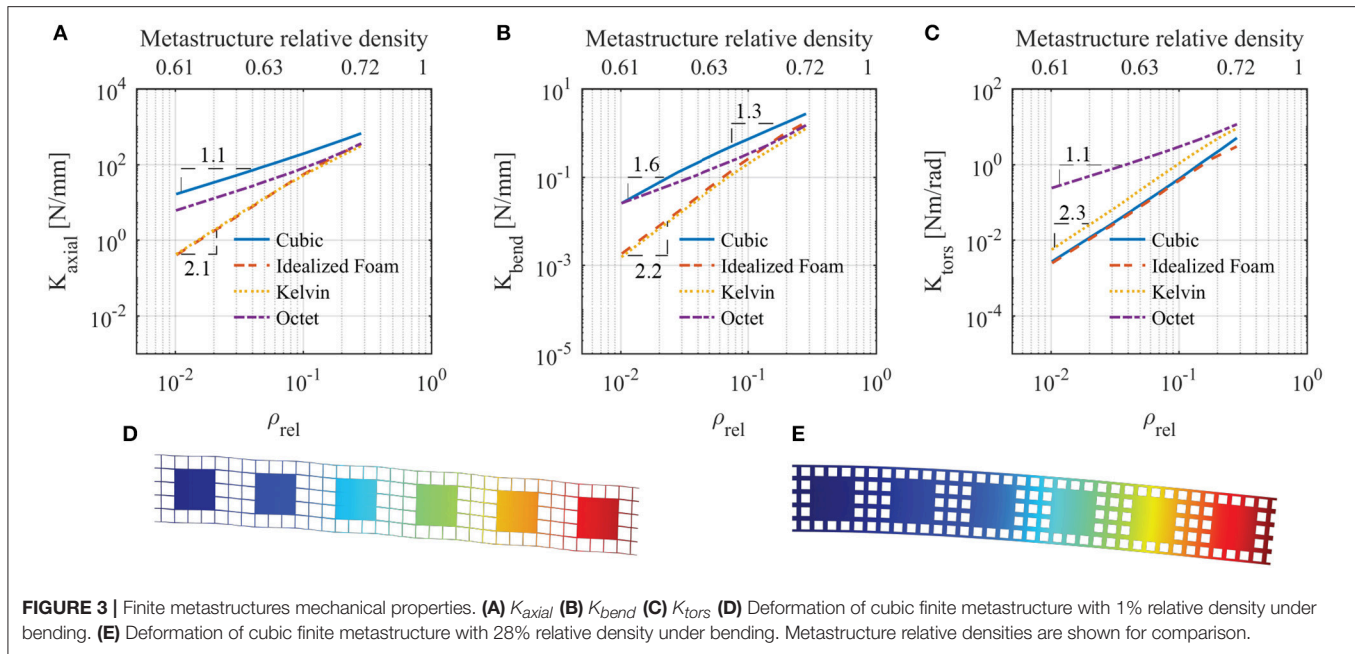 A
Metastructure relative density
0.61 0.63 0.72 1
K_axial [N/mm]
10^4
10^2
10^0
10^-2
1.1
2.1
Cubic
Idealized Foam
Kelvin
Octet
10^-2 10^-1 10^0
ρ_rel
B
Metastructure relative density
0.61 0.63 0.72 1
K_bend [N/mm]
10^1
10^-1
10^-3
10^-5
1.3
1.6
2.2
Cubic
Idealized Foam
Kelvin
Octet
10^-2 10^-1 10^0
ρ_rel
C
Metastructure relative density
0.61 0.63 0.72 1
K_tors [Nm/rad]
10^2
10^0
10^-2
10^-4
1.1
2.3
Cubic
Idealized Foam
Kelvin
Octet
10^-2 10^-1 10^0
ρ_rel
D
E
FIGURE 3 | Finite metastructures mechanical properties. (A) K_axial (B) K_bend (C) K_tors (D) Deformation of cubic finite metastructure with 1% relative density under
bending. (E) Deformation of cubic finite metastructure with 28% relative density under bending. Metastructure relative densities are shown for comparison.